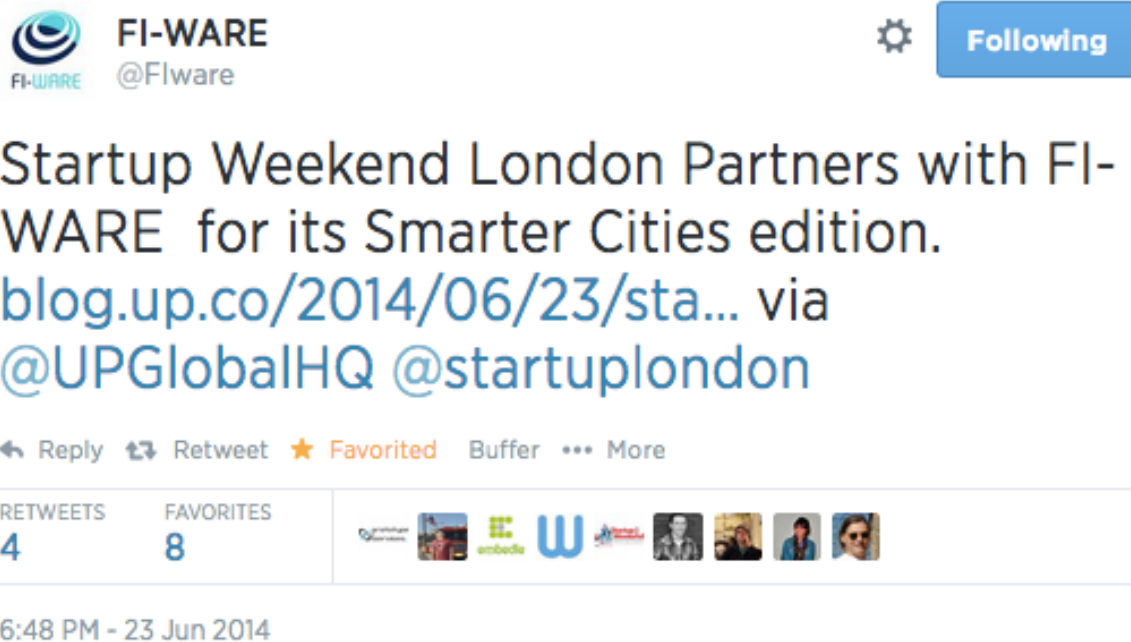 FI-WARE
FI-WARE
@FIware
Following
Startup Weekend London Partners with FI-
WARE for its Smarter Cities edition.
blog.up.co/2014/06/23/sta... via
@UPGlobalHQ @startuplondon
Reply Retweet Favorited Buffer More
RETWEETS FAVORITES
4 8
embedle
W
6:48 PM - 23 Jun 2014